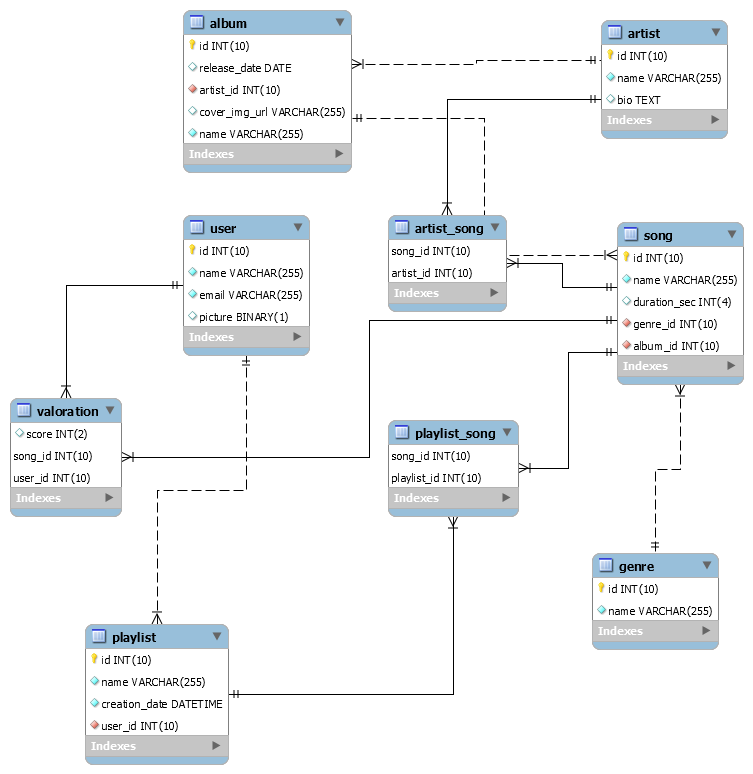 album
id INT(10)
release_date DATE
artist_id INT(10)
cover_img_url VARCHAR(255)
name VARCHAR(255)
Indexes
artist
id INT(10)
name VARCHAR(255)
bio TEXT
Indexes
user
id INT(10)
name VARCHAR(255)
email VARCHAR(255)
picture BINARY(1)
Indexes
artist_song
song_id INT(10)
artist_id INT(10)
Indexes
song
id INT(10)
name VARCHAR(255)
duration_sec INT(4)
genre_id INT(10)
album_id INT(10)
Indexes
valoration
score INT(2)
song_id INT(10)
user_id INT(10)
Indexes
playlist_song
song_id INT(10)
playlist_id INT(10)
Indexes
genre
id INT(10)
name VARCHAR(255)
Indexes
playlist
id INT(10)
name VARCHAR(255)
creation_date DATETIME
user_id INT(10)
Indexes